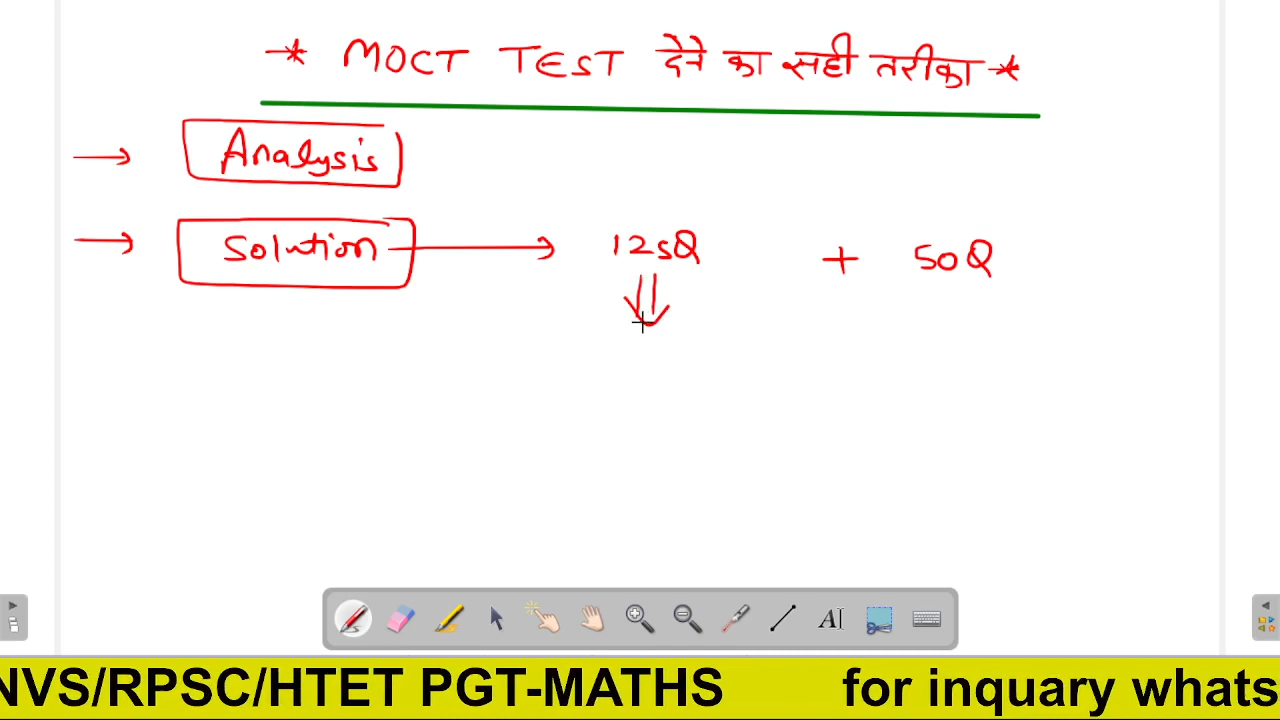 * MOCT TEST देने का सही तरीका *
→ Analysis
→ Solution → 125Q + 50Q
AI
NVS/RPSC/HTET PGT-MATHS for inquary whats